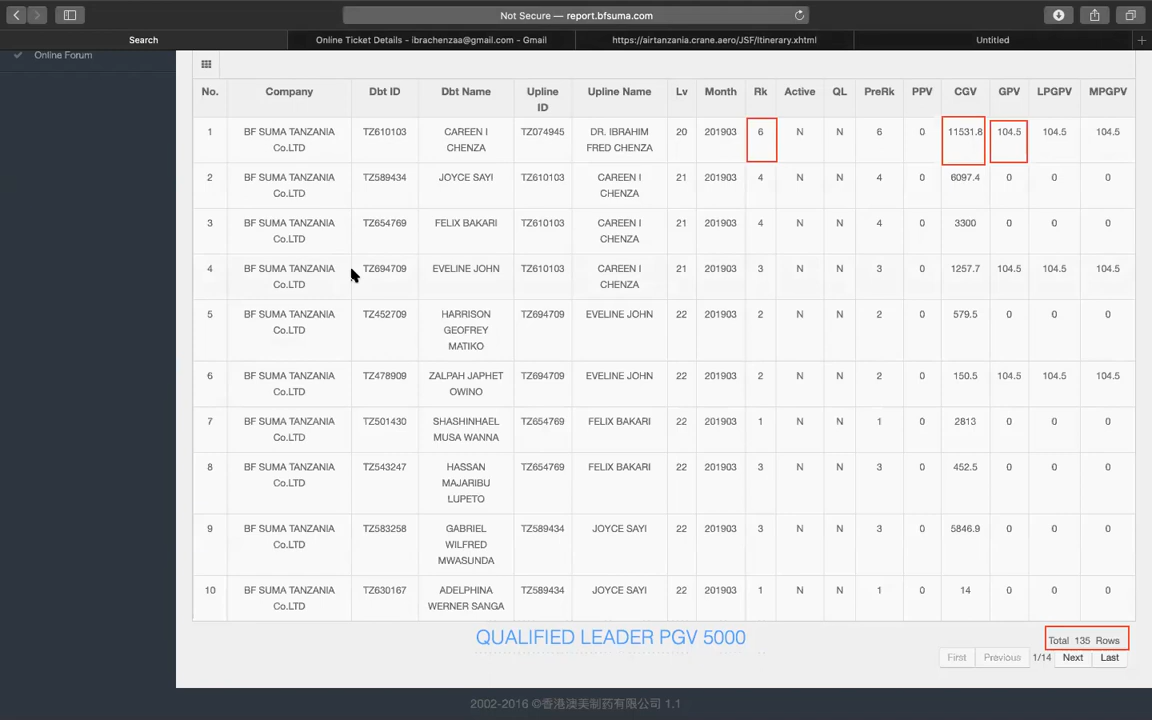 Not Secure — report.bfsuma.com
Search
Online Ticket Details - ibrachenzaa@gmail.com - Gmail
https://airtanzania.crane.aero/JSF/Itinerary.xhtml
Untitled
Online Forum
No. Company Dbt ID Dbt Name Upline Upline Name Lv Month Rk Active QL PreRk PPV CGV GPV LPGPV MPGPV
ID
1 BF SUMA TANZANIA TZ610103 CAREEN I TZ074945 DR. IBRAHIM 20 201903 6 N N 6 0 11531.8 104.5 104.5 104.5
Co.LTD CHENZA FRED CHENZA
2 BF SUMA TANZANIA TZ589434 JOYCE SAYI TZ610103 CAREEN I 21 201903 4 N N 4 0 6097.4 0 0 0
Co.LTD CHENZA
3 BF SUMA TANZANIA TZ654769 FELIX BAKARI TZ610103 CAREEN I 21 201903 4 N N 4 0 3300 0 0 0
Co.LTD CHENZA
4 BF SUMA TANZANIA TZ694709 EVELINE JOHN TZ610103 CAREEN I 21 201903 3 N N 3 0 1257.7 104.5 104.5 104.5
Co.LTD CHENZA
5 BF SUMA TANZANIA TZ452709 HARRISON TZ694709 EVELINE JOHN 22 201903 2 N N 2 0 579.5 0 0 0
Co.LTD GEOFREY
MATIKO
6 BF SUMA TANZANIA TZ478909 ZALPAH JAPHET TZ694709 EVELINE JOHN 22 201903 2 N N 2 0 150.5 104.5 104.5 104.5
Co.LTD OWINO
7 BF SUMA TANZANIA TZ501430 SHASHINHAEL TZ654769 FELIX BAKARI 22 201903 1 N N 1 0 2813 0 0 0
Co.LTD MUSA WANNA
8 BF SUMA TANZANIA TZ543247 HASSAN TZ654769 FELIX BAKARI 22 201903 3 N N 3 0 452.5 0 0 0
Co.LTD MAJARIBU
LUPETO
9 BF SUMA TANZANIA TZ583258 GABRIEL TZ589434 JOYCE SAYI 22 201903 3 N N 3 0 5846.9 0 0 0
Co.LTD WILFRED
MWASUNDA
10 BF SUMA TANZANIA TZ630167 ADELPHINA TZ589434 JOYCE SAYI 22 201903 1 N N 1 0 14 0 0 0
Co.LTD WERNER SANGA
QUALIFIED LEADER PGV 5000
Total 135 Rows
First Previous 1/14 Next Last
2002-2016 ©香港澳美制药有限公司 1.1